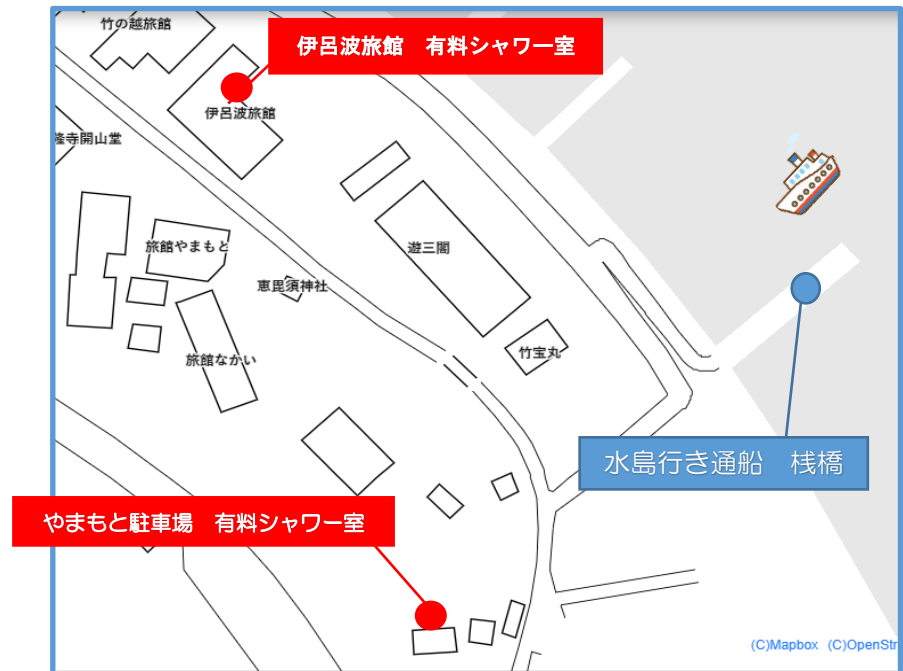 竹の越旅館
伊呂波旅館 有料シャワー室
伊呂波旅館
隆寺開山堂
旅館やまもと
遊三閣
恵毘須神社
竹宝丸
旅館なかい
水島行き通船 桟橋
やまもと駐車場 有料シャワー室
(C)Mapbox (C)OpenStr